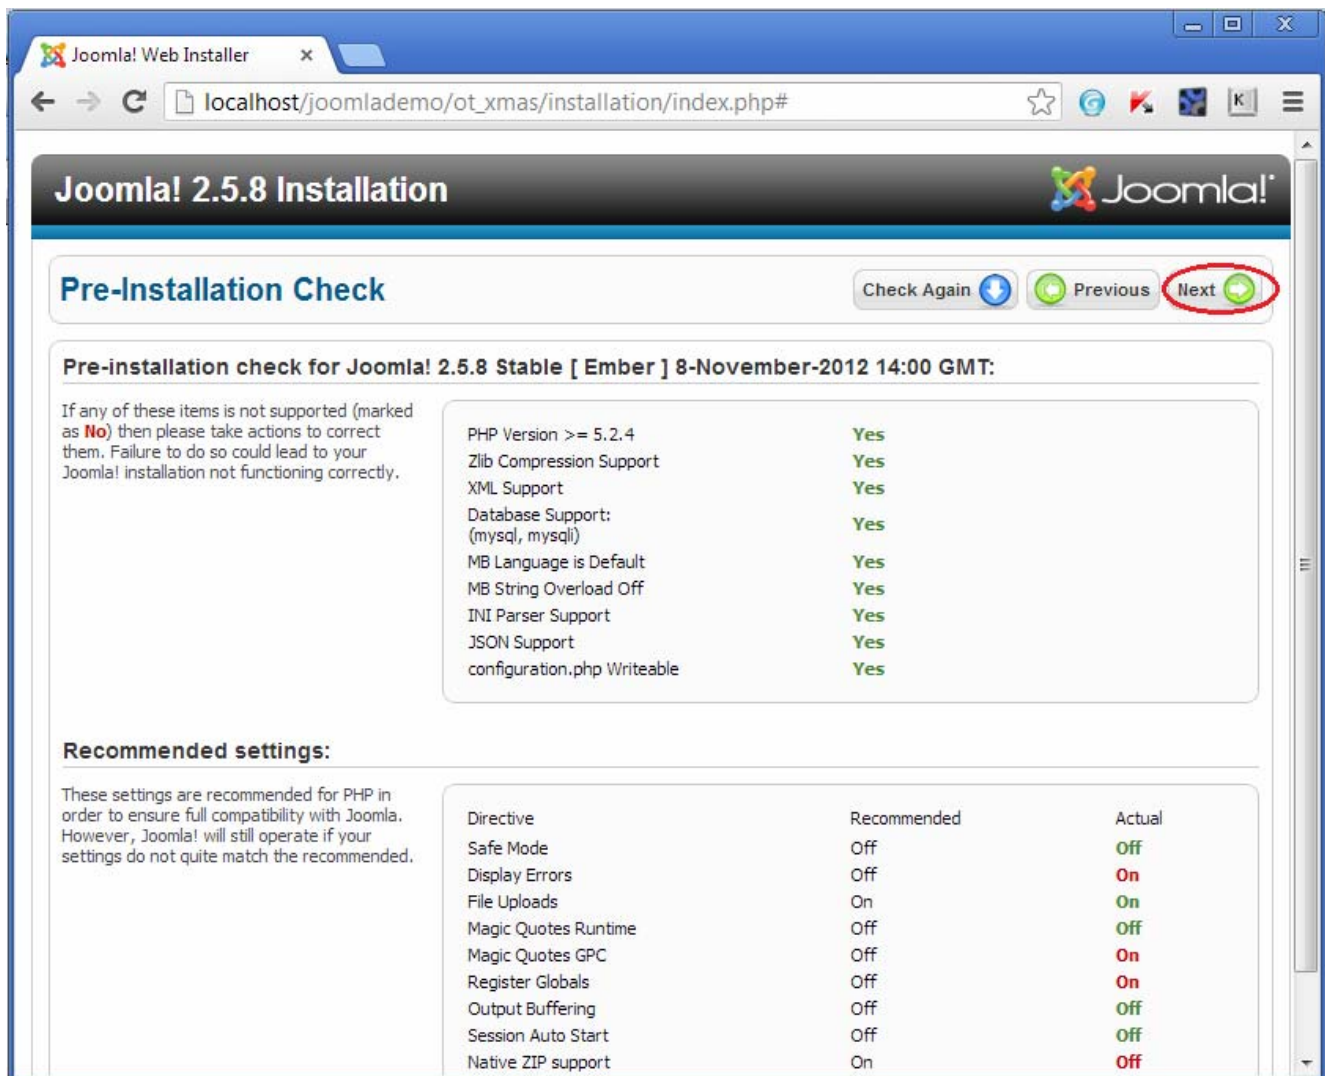 Joomla! Web Installer
localhost/joomlademo/ot_xmas/installation/index.php#
K
Joomla! 2.5.8 Installation
Joomla!
Pre-Installation Check
Check Again
Previous
Next
Pre-installation check for Joomla! 2.5.8 Stable [ Ember ] 8-November-2012 14:00 GMT:
If any of these items is not supported (marked
as No) then please take actions to correct
them. Failure to do so could lead to your
Joomla! installation not functioning correctly.
PHP Version >= 5.2.4 Yes
Zlib Compression Support Yes
XML Support Yes
Database Support:
(mysql, mysqli) Yes
MB Language is Default Yes
MB String Overload Off Yes
INI Parser Support Yes
JSON Support Yes
configuration.php Writeable Yes
Recommended settings:
These settings are recommended for PHP in
order to ensure full compatibility with Joomla.
However, Joomla! will still operate if your
settings do not quite match the recommended.
Directive Recommended Actual
Safe Mode Off Off
Display Errors Off On
File Uploads On On
Magic Quotes Runtime Off Off
Magic Quotes GPC Off On
Register Globals Off On
Output Buffering Off Off
Session Auto Start Off Off
Native ZIP support On Off